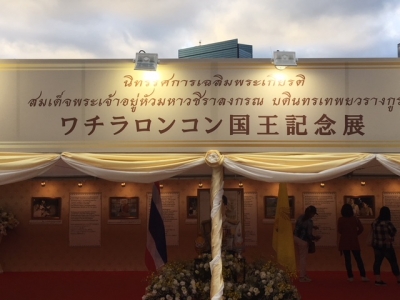 นิทรรศการเฉลิมพระเกียรติ
สมเด็จพระเจ้าอยู่หัวมหาวชิราลงกรณ บดินทรเทพยวรางกูร
ワチラロンコン国王記念展